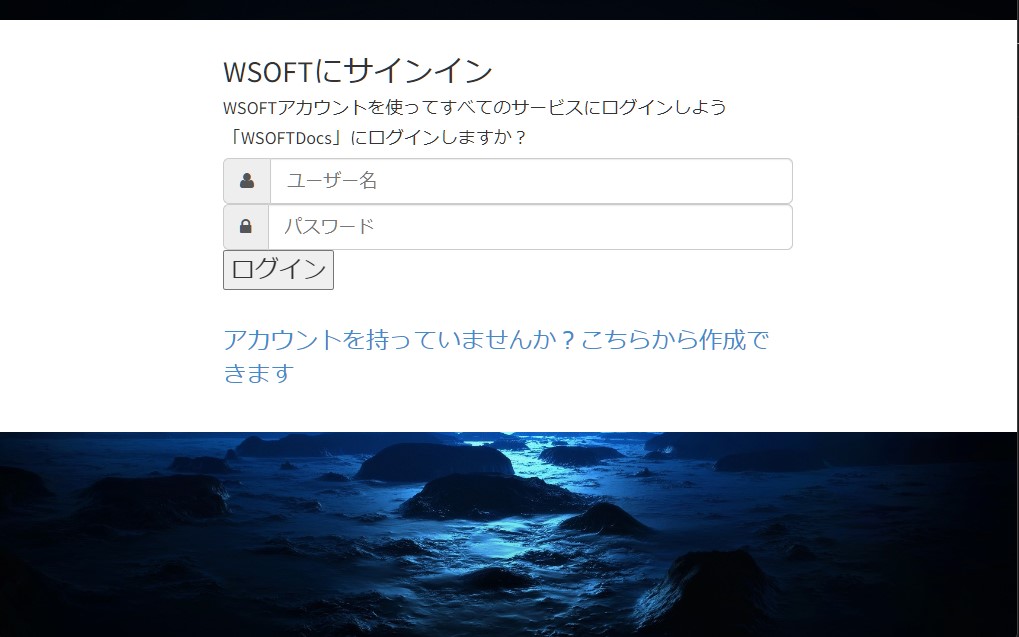 WSOFTにサインイン
WSOFTアカウントを使ってすべてのサービスにログインしよう
「WSOFTDocs」にログインしますか？
ユーザー名
パスワード
ログイン
アカウントを持っていませんか？こちらから作成で
きます